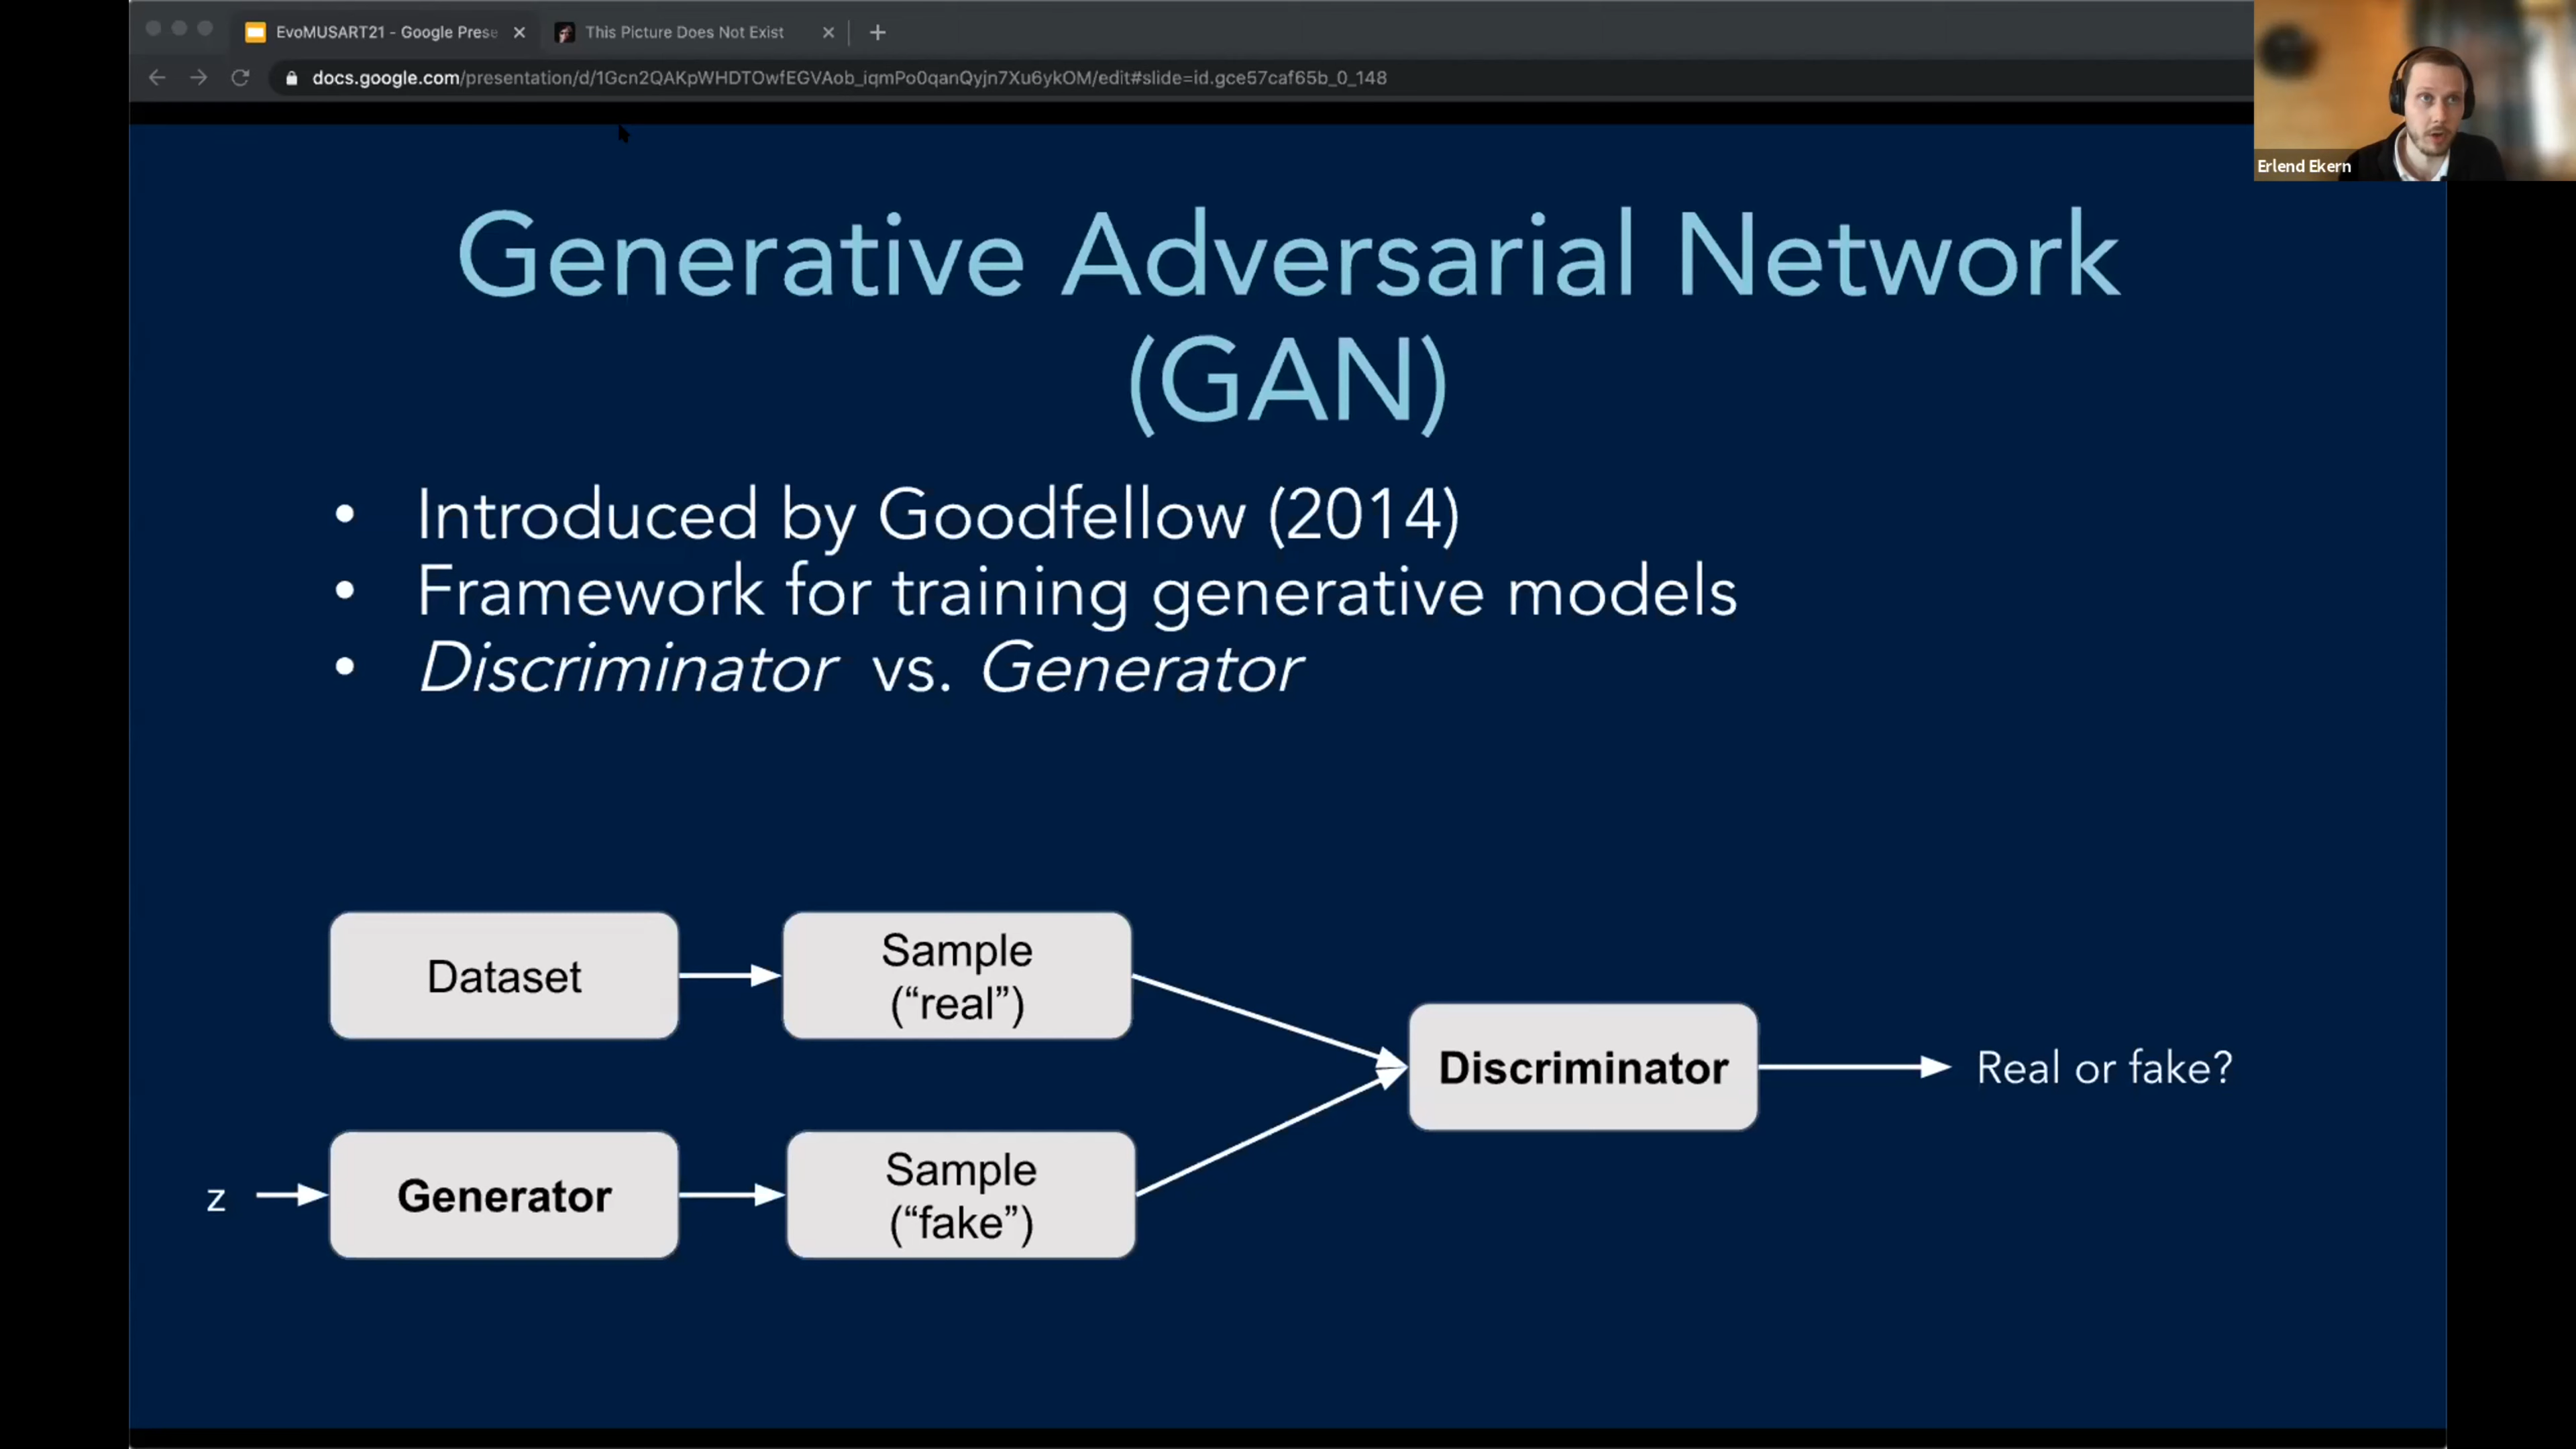 EvoMUSART21 - Google Prese
This Picture Does Not Exist
docs.google.com/presentation/d/1Gcn2QAKpWHDTOwfEGVAob_iqmPo0qanQyjn7Xu6ykOM/edit#slide=id.gce57caf65b_0_148
Erlend Ekern
Generative Adversarial Network
(GAN)
• Introduced by Goodfellow (2014)
• Framework for training generative models
• Discriminator vs. Generator
Dataset
Sample
(“real”)
Discriminator
Real or fake?
z
Generator
Sample
(“fake”)